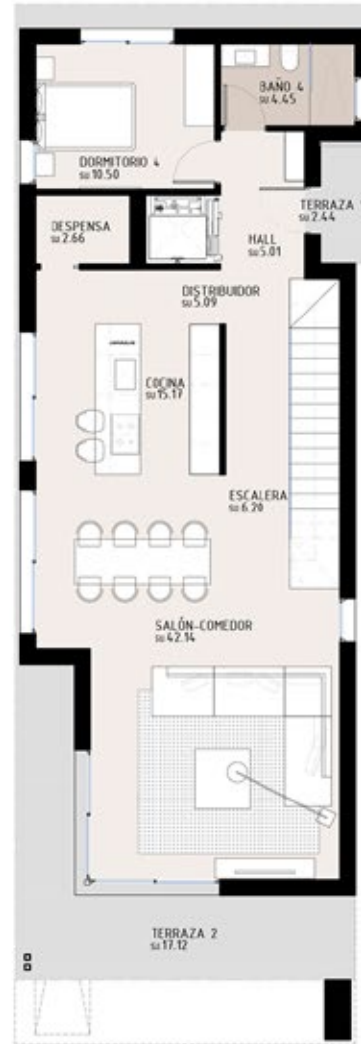 BAÑO 4
su 4.45
DORMITORIO 4
su 10.50
TERRAZA
su 2.44
DESPENSA
su 2.66
HALL
su 5.01
DISTRIBUIDOR
su 5.09
COCINA
su 15.17
ESCALERA
su 6.20
SALÓN-COMEDOR
su 42.14
TERRAZA 2
su 17.12